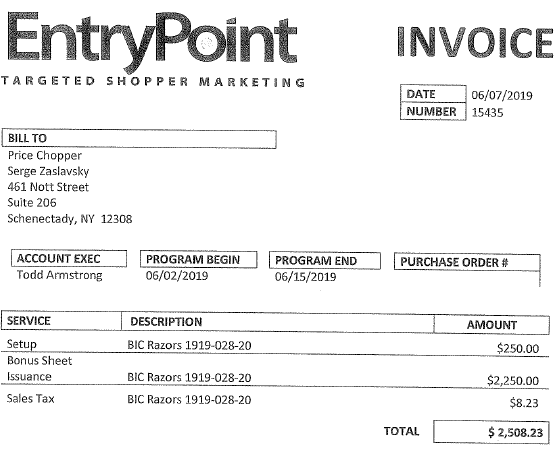 EntryPoint
TARGETED SHOPPER MARKETING
INVOICE
DATE 06/07/2019
NUMBER 15435
BILL TO
Price Chopper
Serge Zaslavsky
461 Nott Street
Suite 206
Schenectady, NY 12308
ACCOUNT EXEC PROGRAM BEGIN PROGRAM END PURCHASE ORDER #
Todd Armstrong 06/02/2019 06/15/2019
SERVICE DESCRIPTION AMOUNT
Setup BIC Razors 1919-028-20 $250.00
Bonus Sheet
Issuance BIC Razors 1919-028-20 $2,250.00
Sales Tax BIC Razors 1919-028-20 $8.23
TOTAL $ 2,508.23